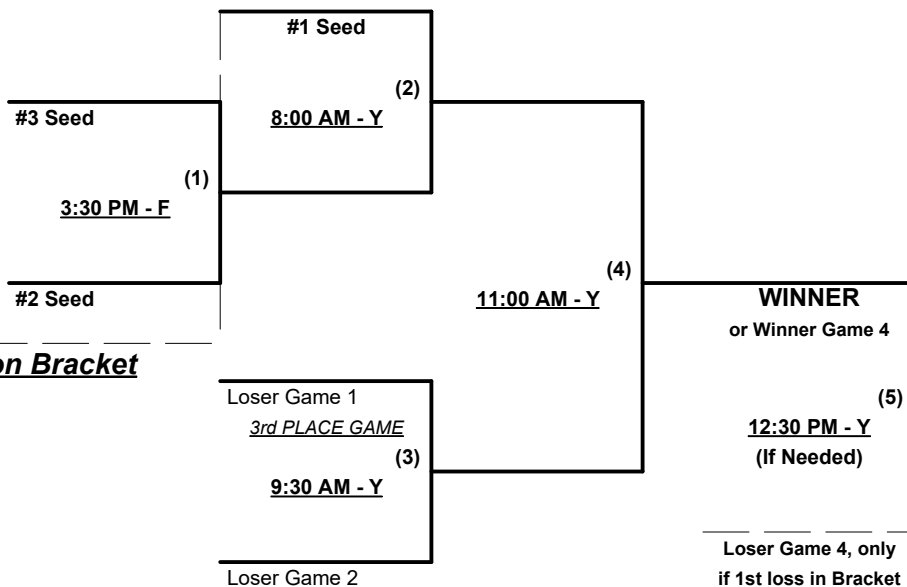 #1 Seed
(2)
8:00 AM - Y
#3 Seed
(1)
3:30 PM - F
#2 Seed
(4)
11:00 AM - Y
WINNER
or Winner Game 4
on Bracket
Loser Game 1
3rd PLACE GAME
(3)
9:30 AM - Y
Loser Game 2
(5)
12:30 PM - Y
(If Needed)
Loser Game 4, only
if 1st loss in Bracket